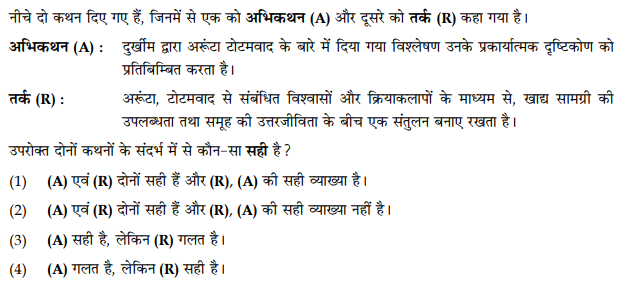 नीचे दो कथन दिए गए हैं, जिनमें से एक को अभिकथन (A) और दूसरे को तर्क (R) कहा गया है।
अभिकथन (A) : दुर्खीम द्वारा अरूंटा टोटमवाद के बारे में दिया गया विश्लेषण उनके प्रकार्यात्मक दृष्टिकोण को
प्रतिबिम्बित करता है।
तर्क (R) : अरूंटा, टोटमवाद से संबंधित विश्वासों और क्रियाकलापों के माध्यम से, खाद्य सामग्री की
उपलब्धता तथा समूह की उत्तरजीविता के बीच एक संतुलन बनाए रखता है।
उपरोक्त दोनों कथनों के संदर्भ में से कौन-सा सही है ?
(1) (A) एवं (R) दोनों सही हैं और (R), (A) की सही व्याख्या है।
(2) (A) एवं (R) दोनों सही हैं और (R), (A) की सही व्याख्या नहीं है।
(3) (A) सही है, लेकिन (R) गलत है।
(4) (A) गलत है, लेकिन (R) सही है।